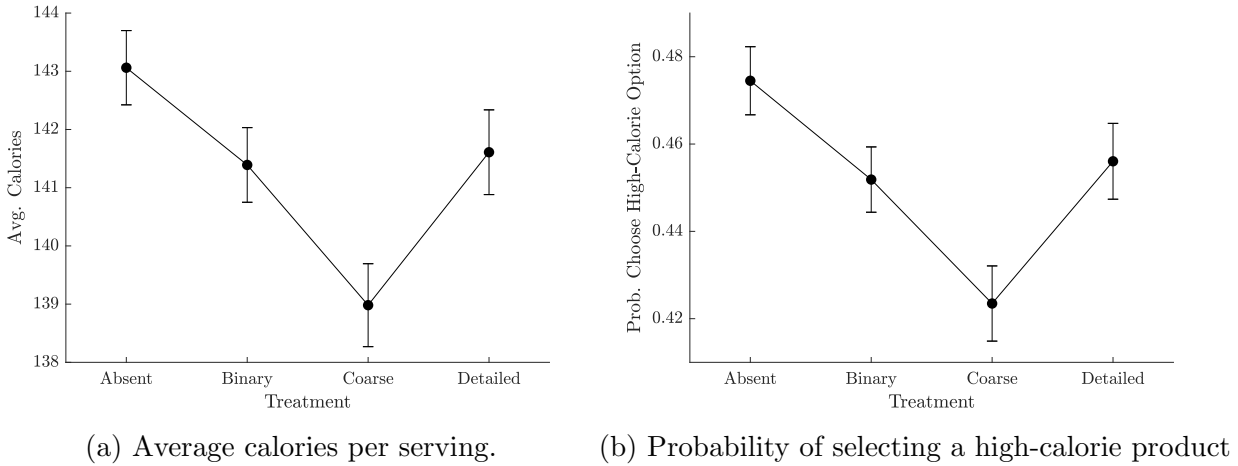 144
143
142
141
140
139
138
Avg. Calories
Absent
Binary
Coarse
Detailed
Treatment
(a) Average calories per serving.
0.48
0.46
0.44
0.42
Prob. Choose High-Calorie Option
Absent
Binary
Coarse
Detailed
Treatment
(b) Probability of selecting a high-calorie product